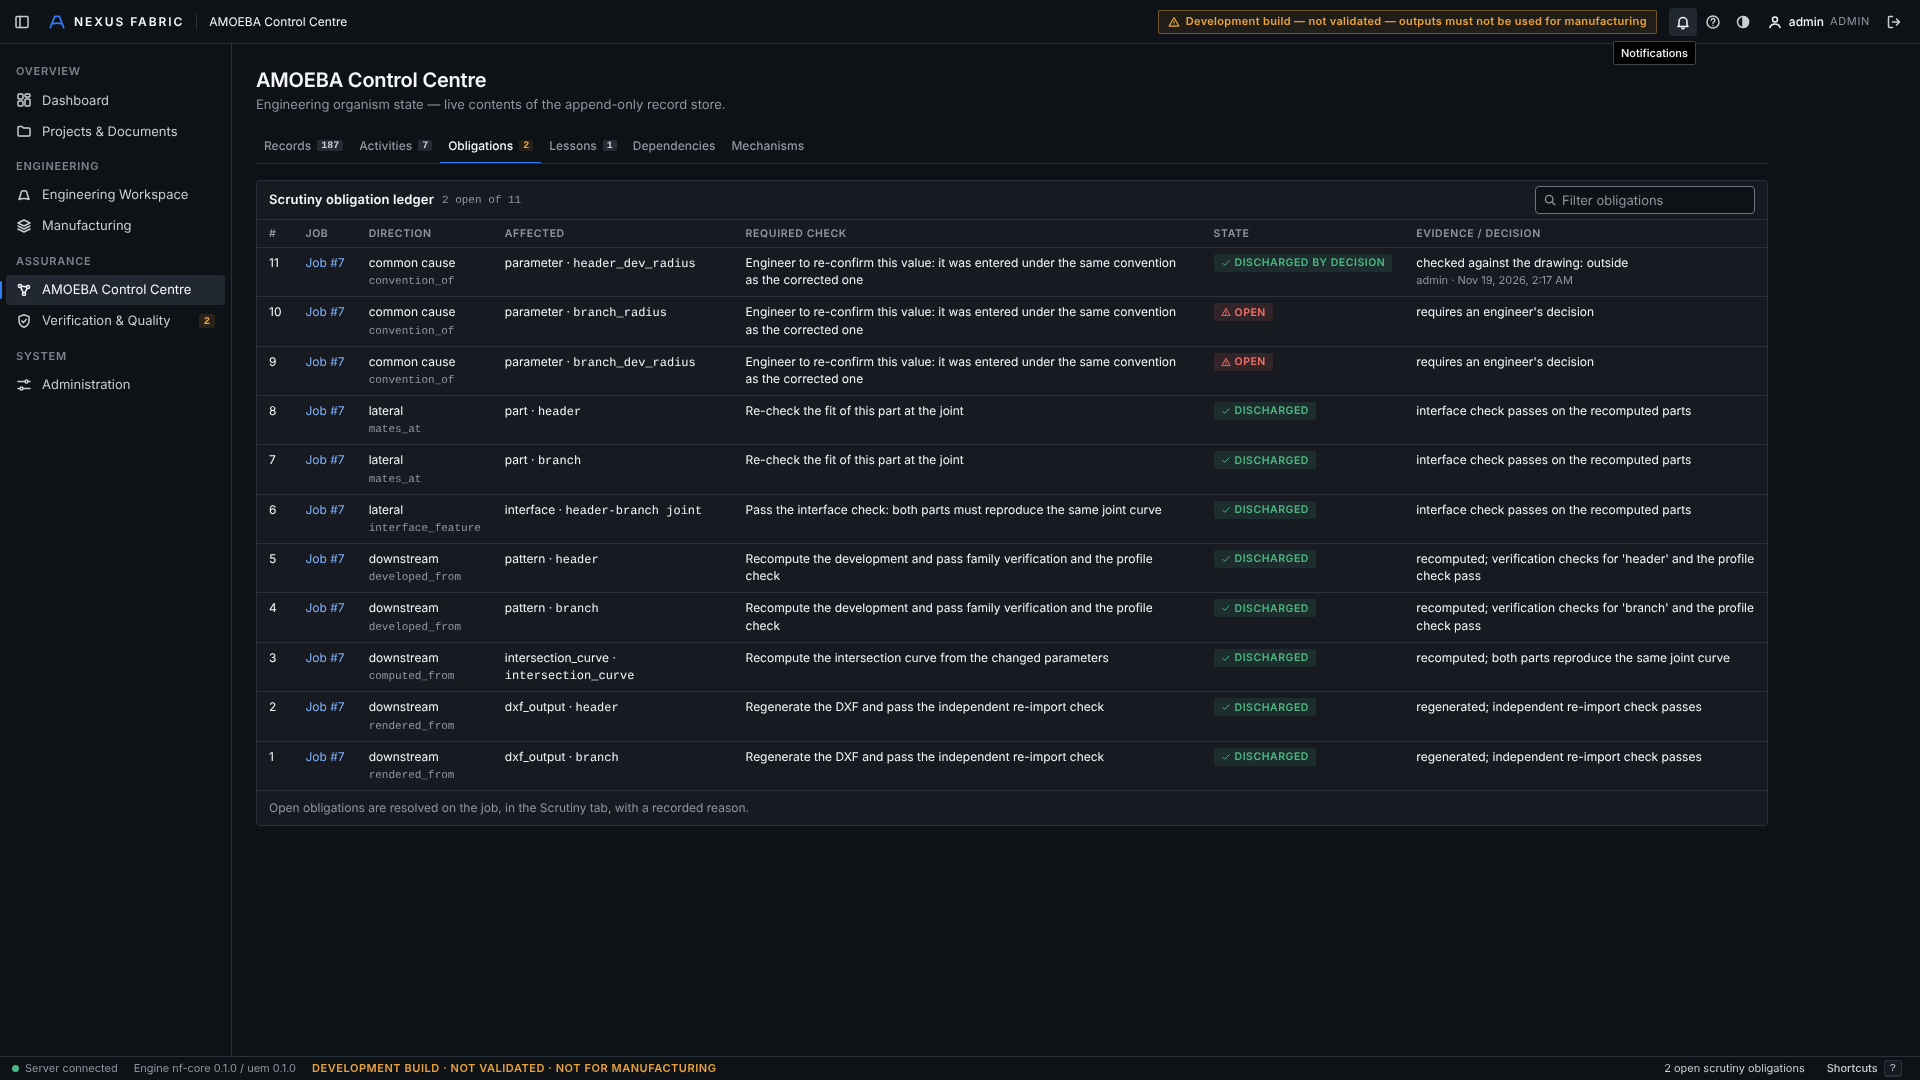 NEXUS FABRIC
AMOEBA Control Centre
Development build — not validated — outputs must not be used for manufacturing
admin ADMIN
Notifications
OVERVIEW
Dashboard
Projects & Documents
ENGINEERING
Engineering Workspace
Manufacturing
ASSURANCE
AMOEBA Control Centre
Verification & Quality 2
SYSTEM
Administration
AMOEBA Control Centre
Engineering organism state — live contents of the append-only record store.
Records 187 Activities 7 Obligations 2 Lessons 1 Dependencies Mechanisms
Scrutiny obligation ledger 2 open of 11
Filter obligations
# JOB DIRECTION AFFECTED REQUIRED CHECK STATE EVIDENCE / DECISION
11 Job #7 common cause parameter · header_dev_radius Engineer to re-confirm this value: it was entered under the same convention DISCHARGED BY DECISION checked against the drawing: outside
convention_of as the corrected one admin · Nov 19, 2026, 2:17 AM
10 Job #7 common cause parameter · branch_radius Engineer to re-confirm this value: it was entered under the same convention OPEN requires an engineer's decision
convention_of as the corrected one
9 Job #7 common cause parameter · branch_dev_radius Engineer to re-confirm this value: it was entered under the same convention OPEN requires an engineer's decision
convention_of as the corrected one
8 Job #7 lateral part · header Re-check the fit of this part at the joint DISCHARGED interface check passes on the recomputed parts
mates_at
7 Job #7 lateral part · branch Re-check the fit of this part at the joint DISCHARGED interface check passes on the recomputed parts
mates_at
6 Job #7 lateral interface · header-branch joint Pass the interface check: both parts must reproduce the same joint curve DISCHARGED interface check passes on the recomputed parts
interface_feature
5 Job #7 downstream pattern · header Recompute the development and pass family verification and the profile DISCHARGED recomputed; verification checks for 'header' and the profile
developed_from check check pass
4 Job #7 downstream pattern · branch Recompute the development and pass family verification and the profile DISCHARGED recomputed; verification checks for 'branch' and the profile
developed_from check check pass
3 Job #7 downstream intersection_curve · Recompute the intersection curve from the changed parameters DISCHARGED recomputed; both parts reproduce the same joint curve
computed_from intersection_curve
2 Job #7 downstream dxf_output · header Regenerate the DXF and pass the independent re-import check DISCHARGED regenerated; independent re-import check passes
rendered_from
1 Job #7 downstream dxf_output · branch Regenerate the DXF and pass the independent re-import check DISCHARGED regenerated; independent re-import check passes
rendered_from
Open obligations are resolved on the job, in the Scrutiny tab, with a recorded reason.
Server connected Engine nf-core 0.1.0 / uem 0.1.0 DEVELOPMENT BUILD · NOT VALIDATED · NOT FOR MANUFACTURING 2 open scrutiny obligations Shortcuts ?